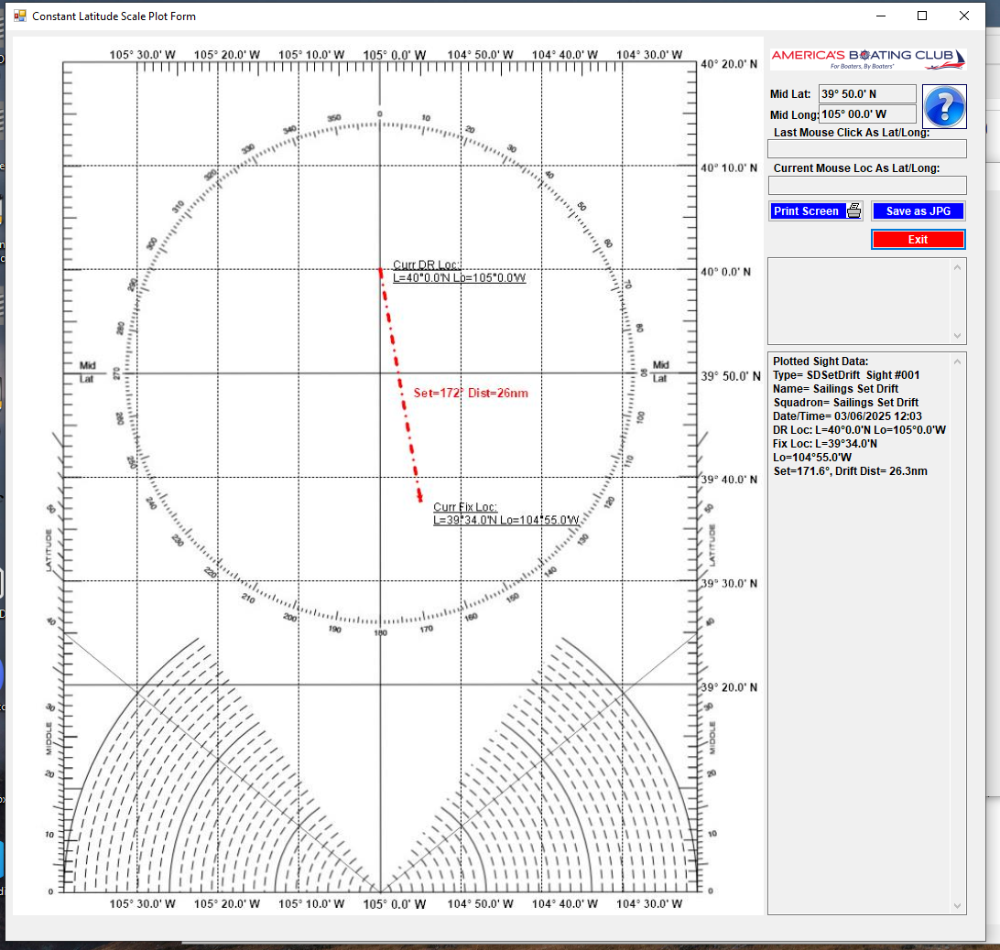 Constant Latitude Scale Plot Form
105° 30.0' W 105° 20.0' W 105° 0.0' W 104° 50.0' W 104° 40.0' W 104° 30.0' W
40° 20.0' N
40° 10.0' N
40° 0.0' N
39° 50.0' N
39° 40.0' N
39° 30.0' N
39° 20.0' N
0
10
20
30
40
50
60
70
80
90
100
110
120
130
140
150
160
170
180
190
200
210
220
230
240
250
260
270
280
290
300
310
320
330
340
350
Curr DR Loc:
L=40°0.0'N Lo=105°0.0'W
Mid
Lat
Mid
Lat
Set=172° Dist=26nm
Curr Fix Loc:
L=39°34.0'N Lo=104°55.0'W
50
LATITUDE
40
30
MIDDLE
20
10
0
50
LATITUDE
40
30
MIDDLE
20
10
0
105° 30.0' W 105° 20.0' W 105° 0.0' W 104° 50.0' W 104° 40.0' W 104° 30.0' W
AMERICA'S BOATING CLUB
For Boaters, By Boaters'
Mid Lat: 39° 50.0' N
Mid Long: 105° 00.0' W
?
Last Mouse Click As Lat/Long:
Current Mouse Loc As Lat/Long:
Print Screen
Save as JPG
Exit
Plotted Sight Data:
Type= SDSetDrift Sight #001
Name= Sailings Set Drift
Squadron= Sailings Set Drift
Date/Time= 03/06/2025 12:03
DR Loc: L=40°0.0'N Lo=105°0.0'W
Fix Loc: L=39°34.0'N
Lo=104°55.0'W
Set=171.6°, Drift Dist= 26.3nm